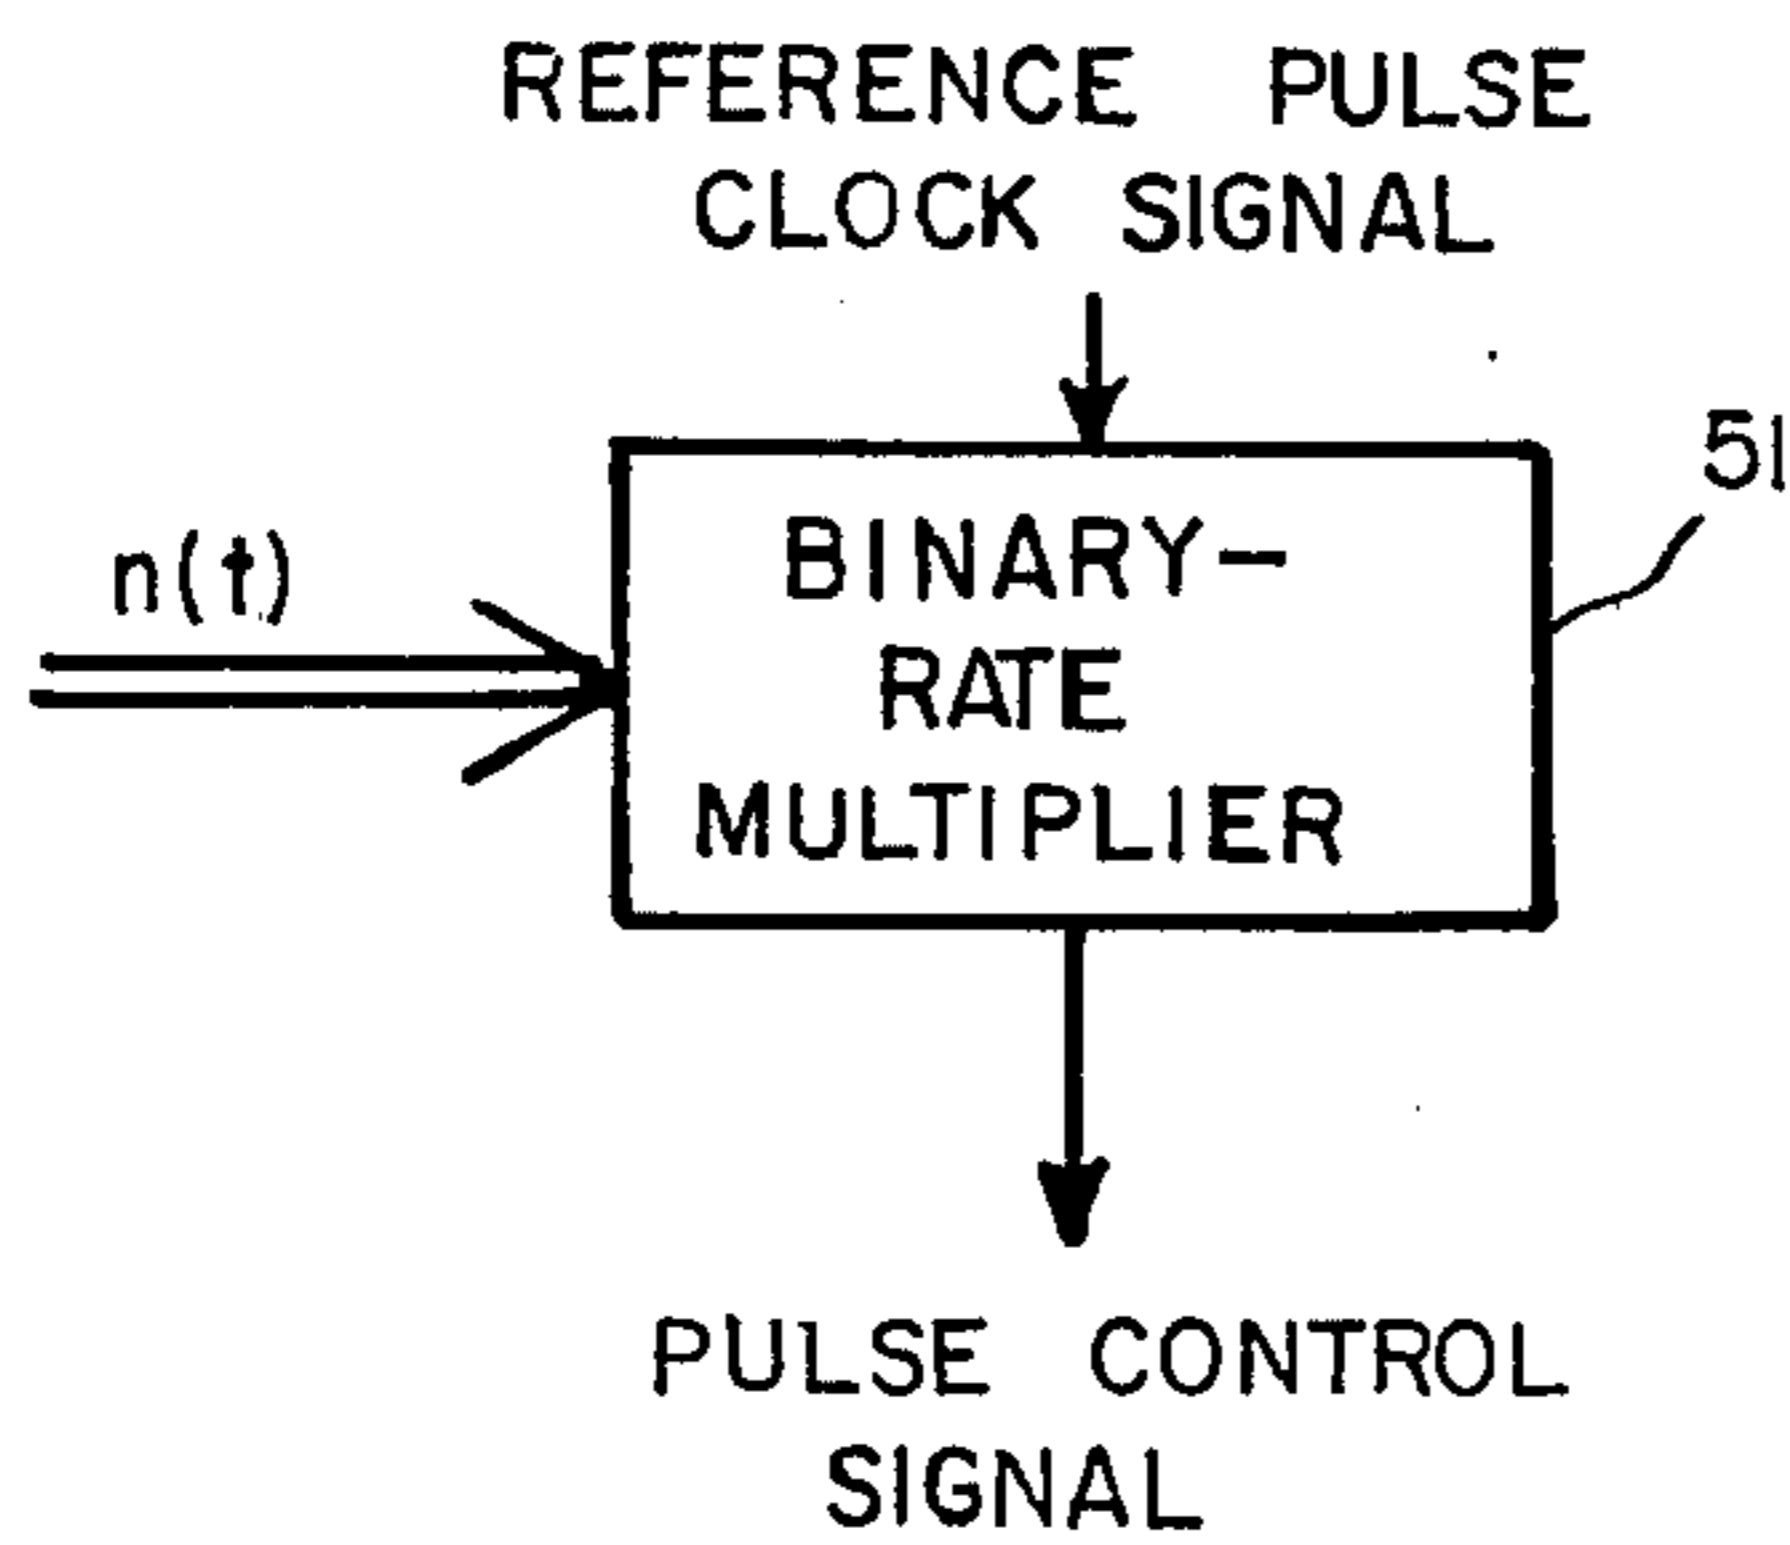 REFERENCE PULSE
CLOCK SIGNAL
51
n(t)
BINARY-
RATE
MULTIPLIER
PULSE CONTROL
SIGNAL